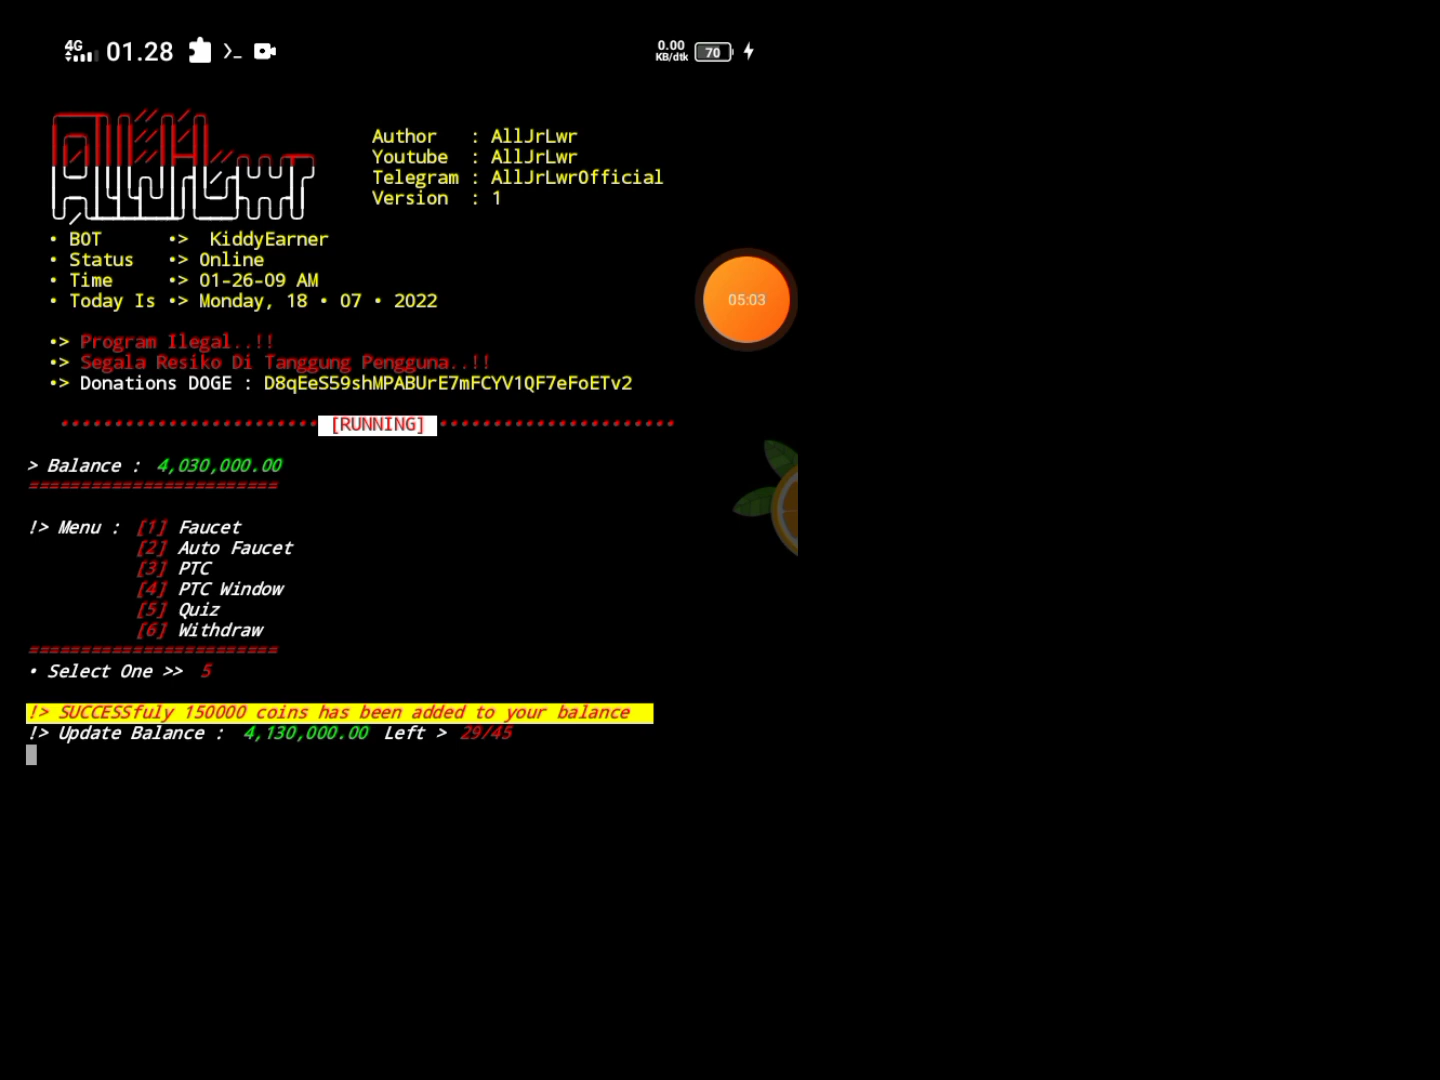 4G 01.28 0.00 KB/dtk 70
AllJrLwr
Author : AllJrLwr
Youtube : AllJrLwr
Telegram : AllJrLwrOfficial
Version : 1
• BOT •> KiddyEarner
• Status •> Online
• Time •> 01-26-09 AM
• Today Is •> Monday, 18 • 07 • 2022
05:03
•> Program Ilegal..!!
•> Segala Resiko Di Tanggung Pengguna..!!
•> Donations DOGE : D8qEeS59shMPABUrE7mFCYV1QF7eFoETv2
[RUNNING]
> Balance : 4,030,000.00
========================
!> Menu : [1] Faucet
[2] Auto Faucet
[3] PTC
[4] PTC Window
[5] Quiz
[6] Withdraw
========================
• Select One >> 5
!> SUCCESSfuly 150000 coins has been added to your balance
!> Update Balance : 4,130,000.00 Left > 29/45